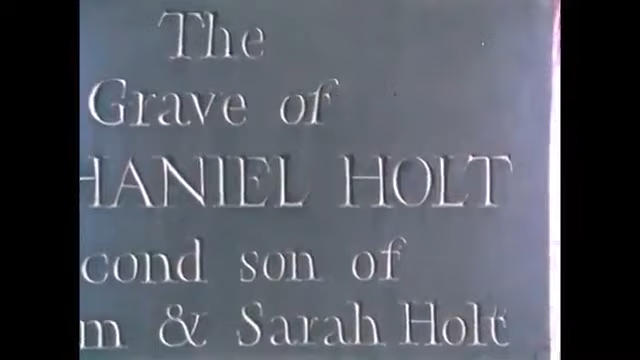 The
Grave of
HANIEL HOLT
cond son of
m & Sarah Holt